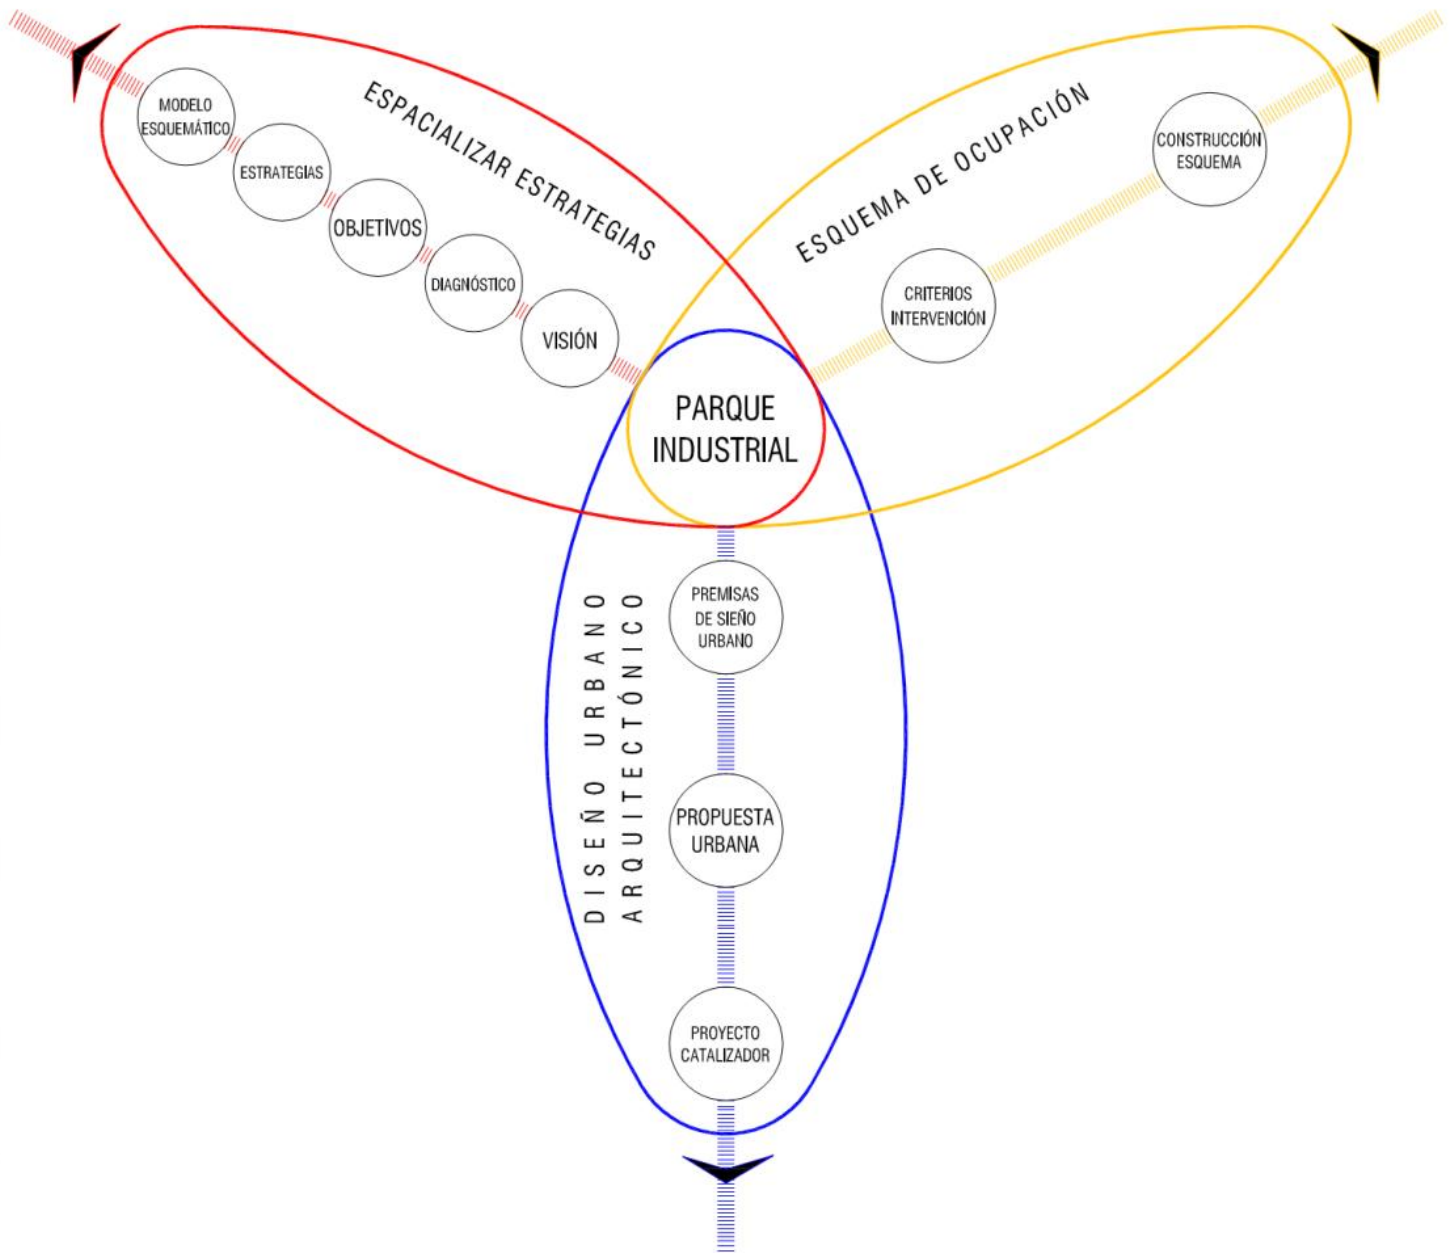 MODELO
ESQUEMÁTICO
ESTRATEGIAS
OBJETIVOS
DIAGNÓSTICO
VISIÓN
ESPACIALIZAR ESTRATEGIAS
ESQUEMA DE OCUPACIÓN
CONSTRUCCIÓN
ESQUEMA
CRITERIOS
INTERVENCIÓN
PARQUE
INDUSTRIAL
DISEÑO URBANO
ARQUITECTÓNICO
PREMISAS
DE SIEÑO
URBANO
PROPUESTA
URBANA
PROYECTO
CATALIZADOR